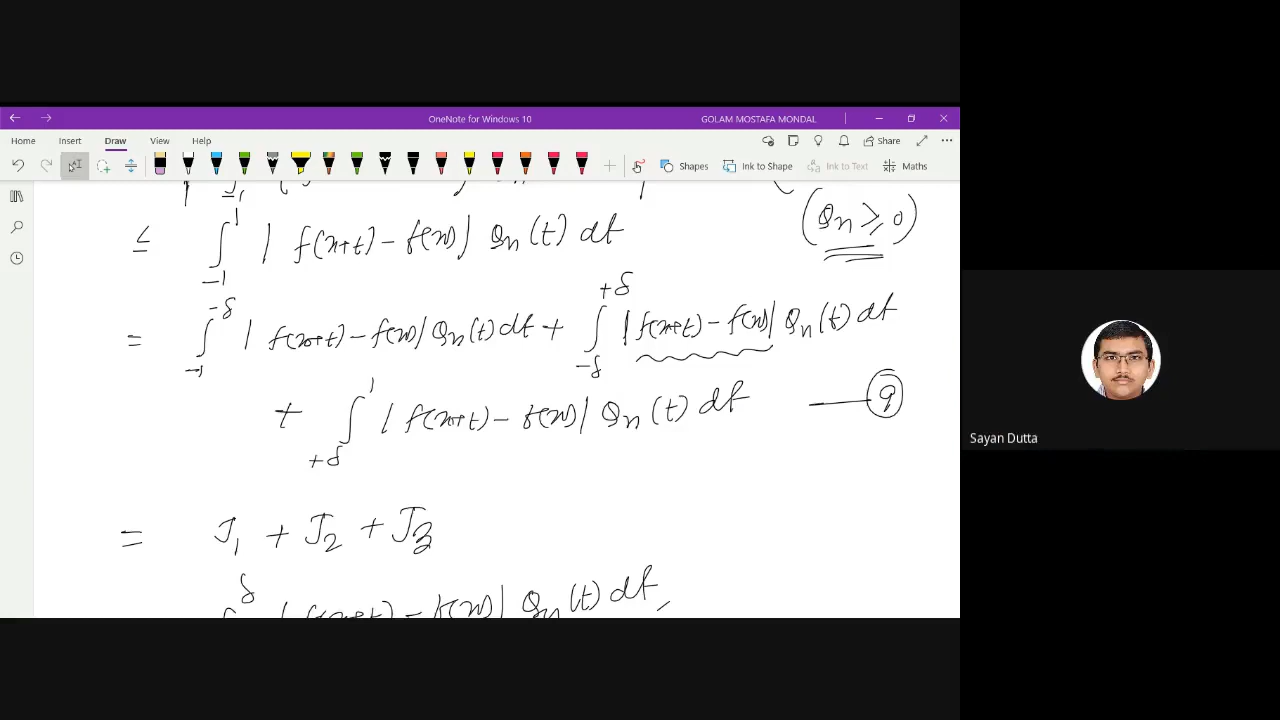 OneNote for Windows 10 GOLAM MOSTAFA MONDAL
Home Insert Draw View Help Share
Shapes Ink to Shape Ink to Text Maths
(Qn ≥ 0)
≤ ∫_{-1}^{1} | f(x+t) - f(x) | Qn(t) dt
= ∫_{-1}^{-δ} | f(x+t) - f(x) | Qn(t) dt + ∫_{-δ}^{+δ} | f(x+t) - f(x) | Qn(t) dt
+ ∫_{+δ}^{1} | f(x+t) - f(x) | Qn(t) dt — 9
= J1 + J2 + J3
δ | f(x+t) - f(x) | Qn(t) dt,
Sayan Dutta